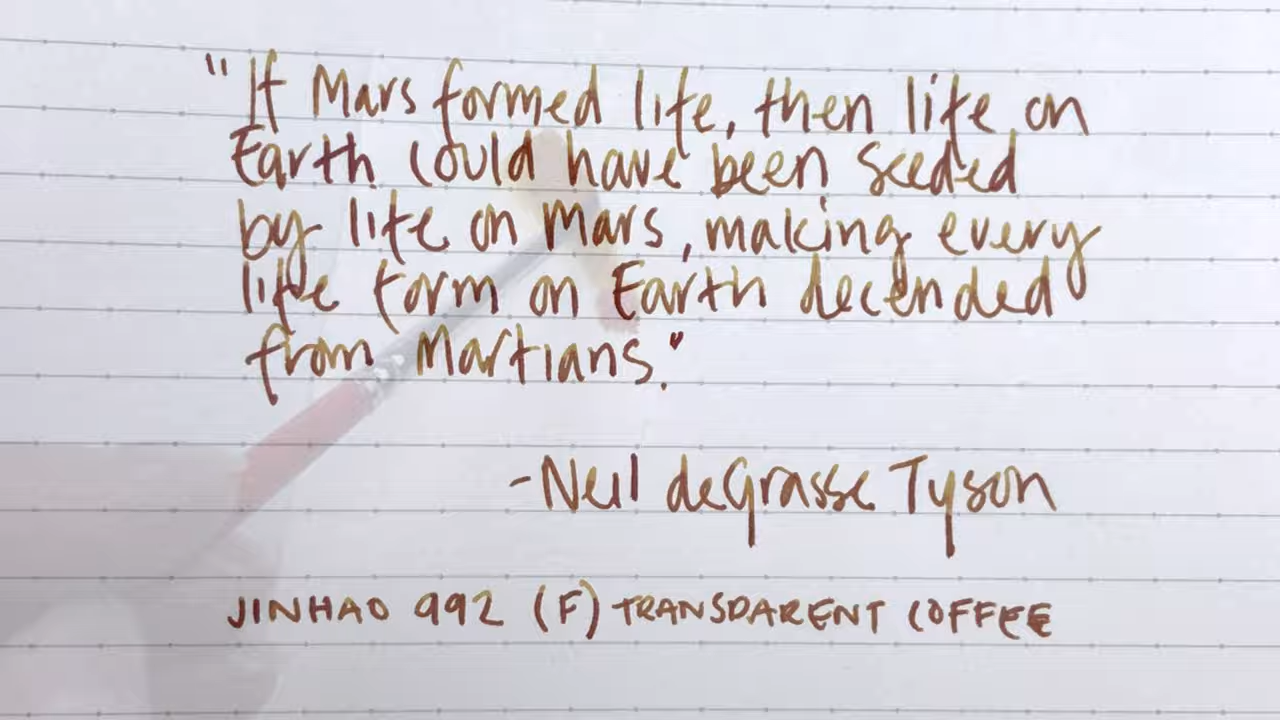 "If Mars formed life, then life on
Earth could have been seeded
by life on Mars, making every
life form on Earth decended
from Martians."
-Neil deGrasse Tyson
JINHAO 992 (F) TRANSPARENT COFFEE